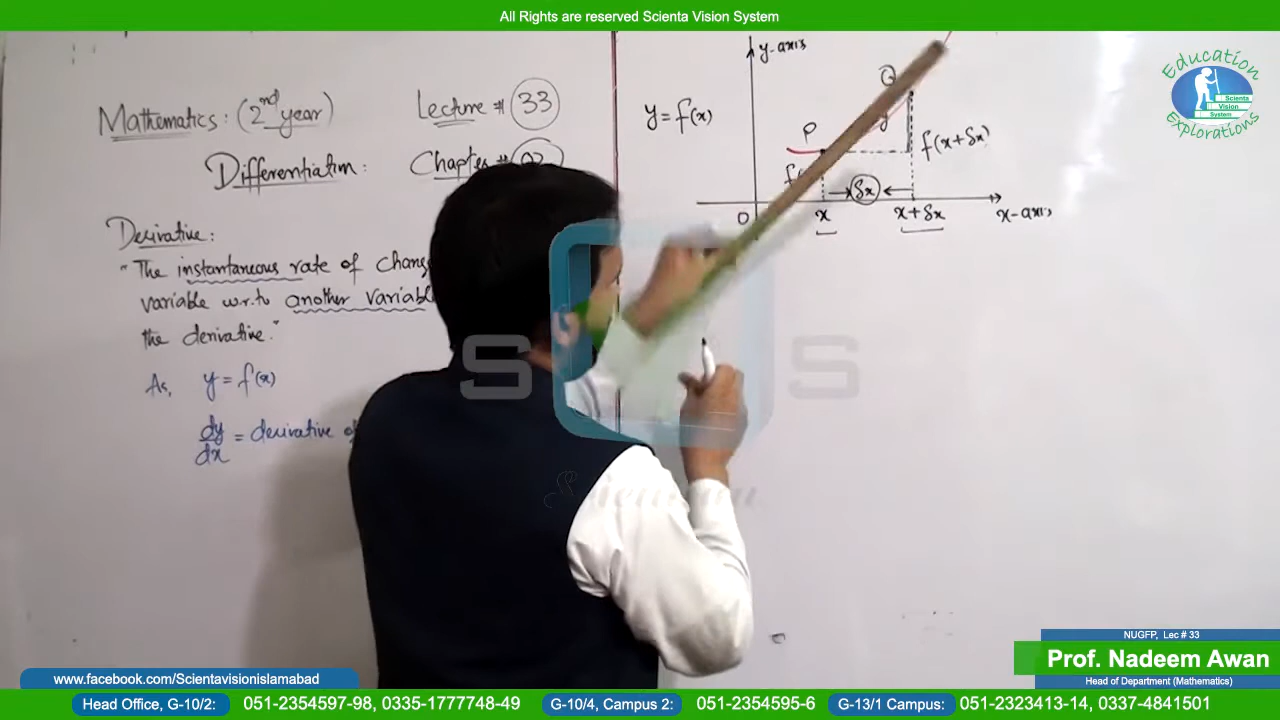 All Rights are reserved Scienta Vision System
Mathematics: (2nd year)
Lecture # 33
Differentiation:
Chapter #
Derivative:
"The instantaneous rate of change
variable w.r.to another variable
the derivative."
As, y = f(x)
dy/dx = derivative of
y-axis
y = f(x)
Q
P
y
f(x+δx)
δx
O
x
x+δx
x-axis
Education
Scienta
Vision
System
Explorations
S S
NUGFP, Lec # 33
Prof. Nadeem Awan
Head of Department (Mathematics)
www.facebook.com/Scientavisionislamabad
Head Office, G-10/2: 051-2354597-98, 0335-1777748-49 G-10/4, Campus 2: 051-2354595-6 G-13/1 Campus: 051-2323413-14, 0337-4841501